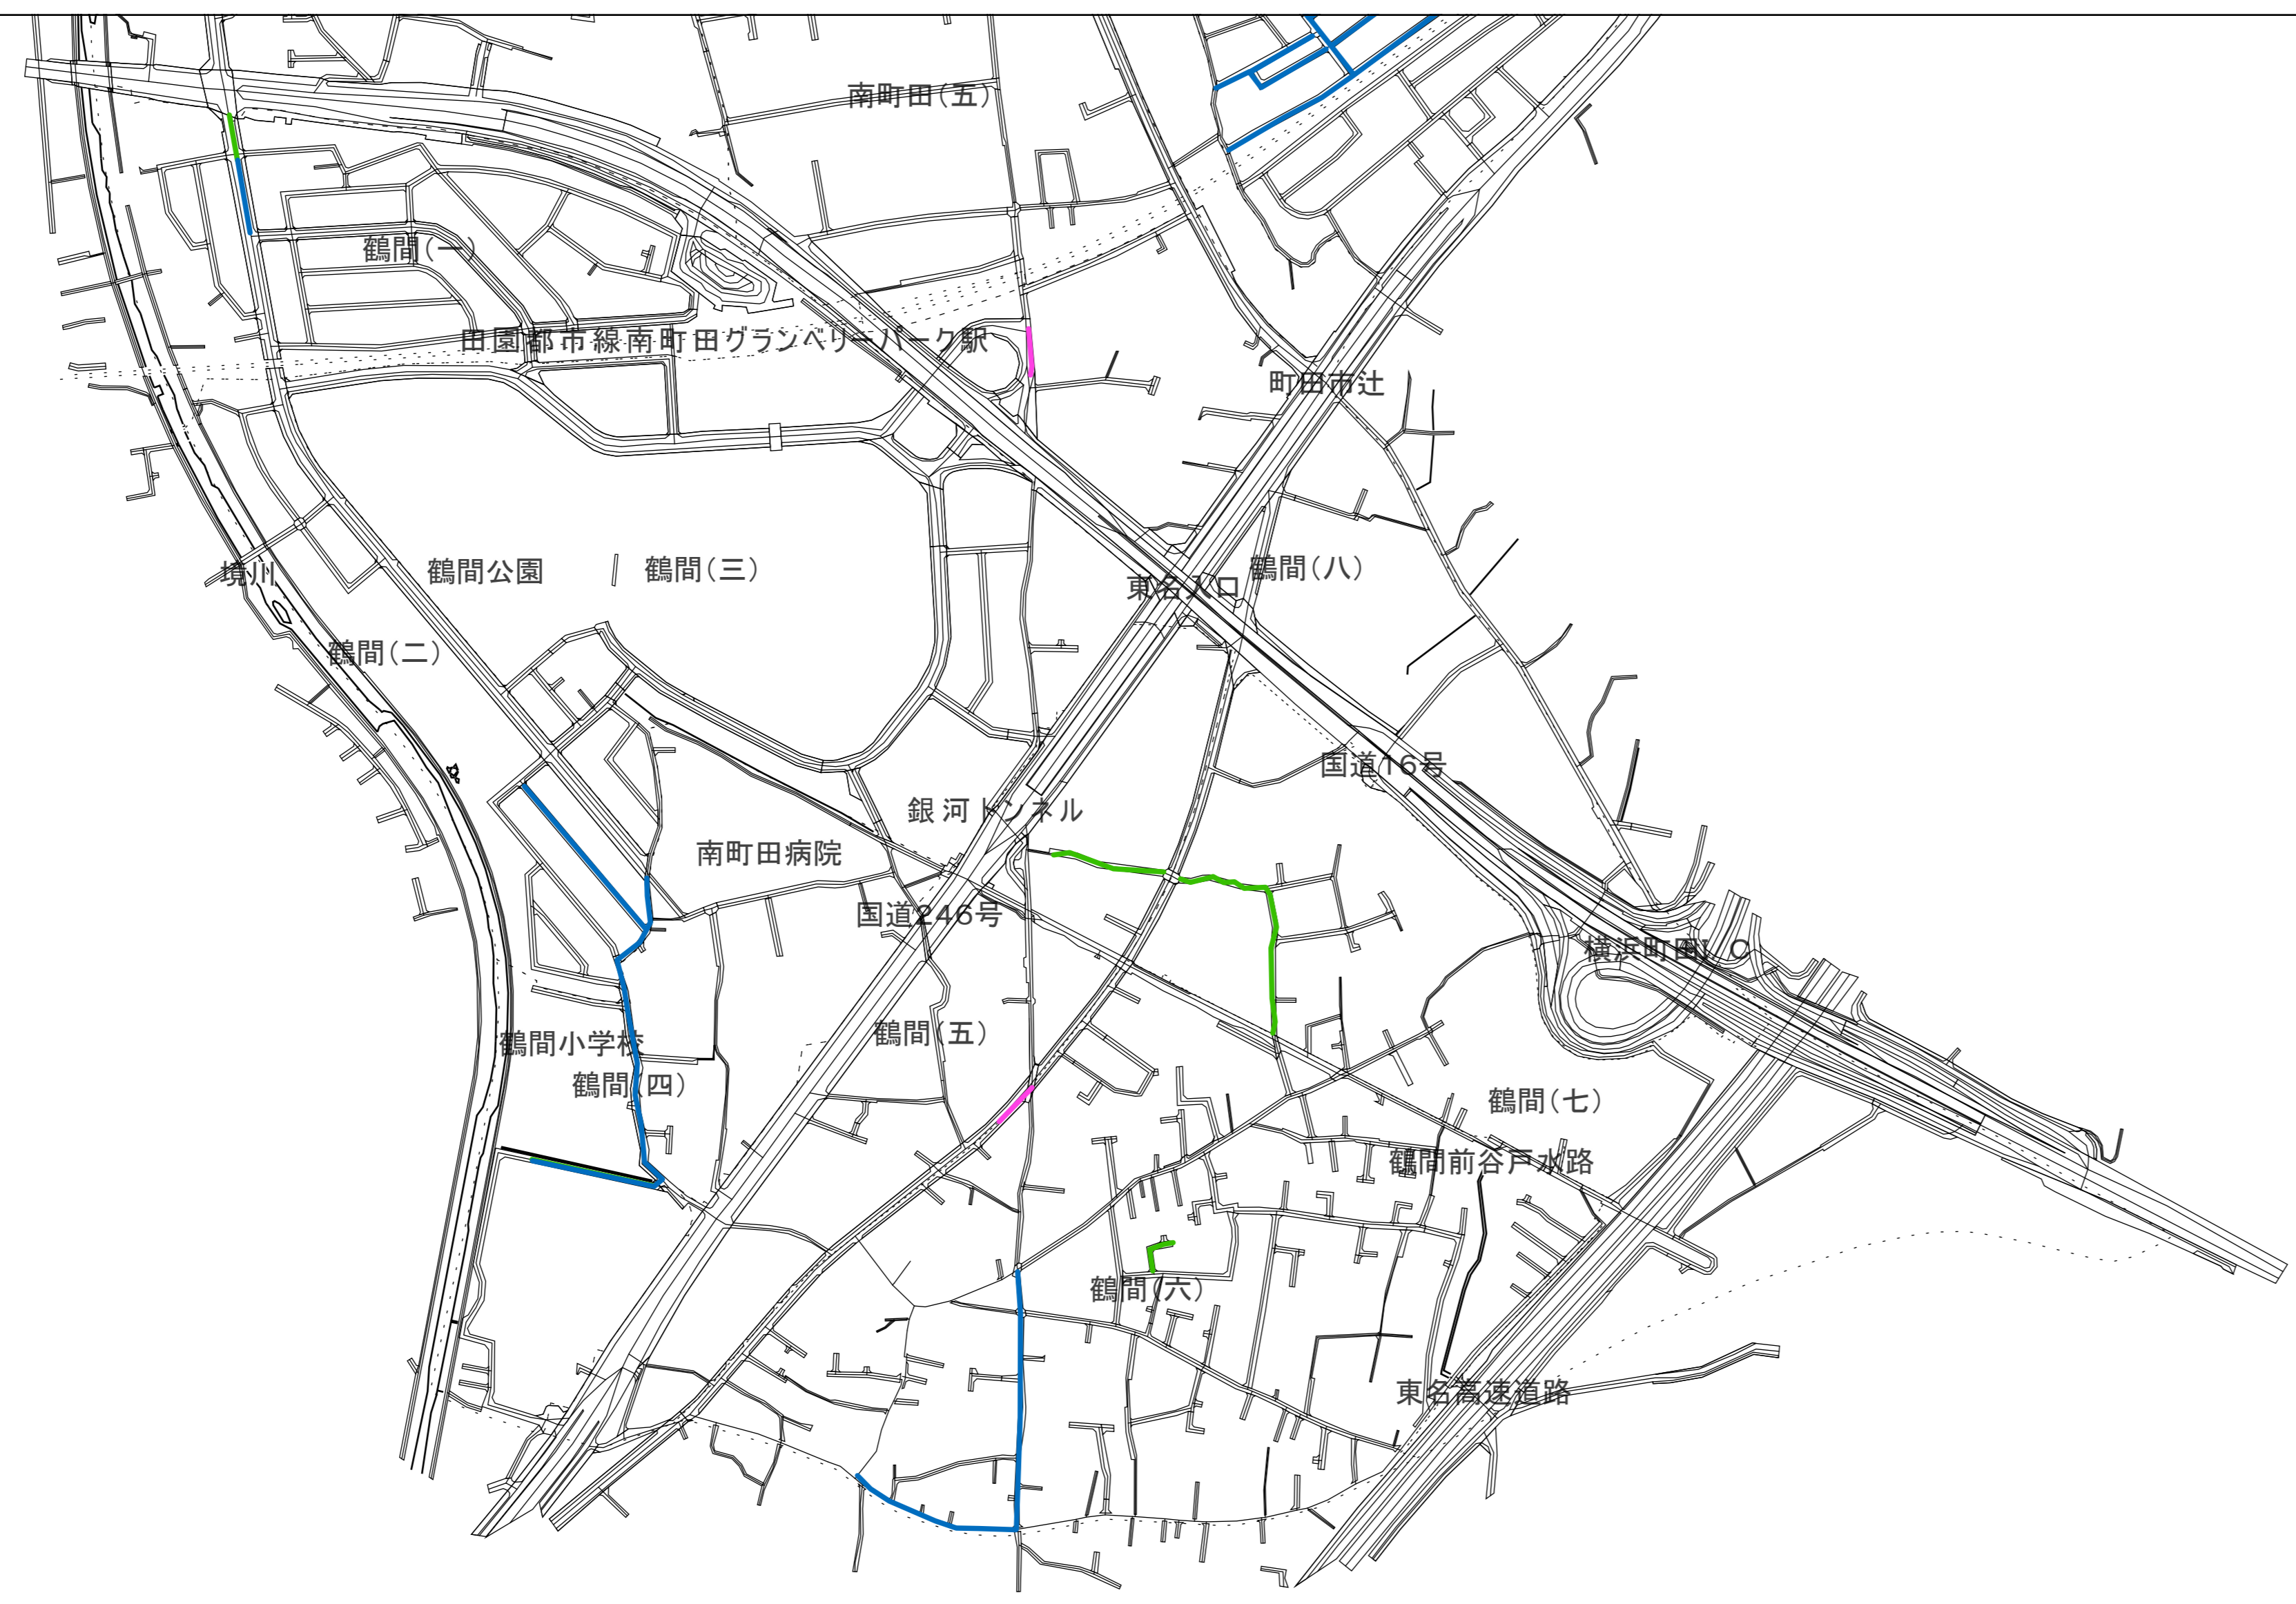 南町田(五)
鶴間(一)
田園都市線南町田グランベリーパーク駅
町田市辻
鶴間公園
鶴間(三)
鶴間(八)
境川
東名入口
鶴間(二)
国道16号
銀河トンネル
南町田病院
国道246号
横浜町田I.C
鶴間(五)
鶴間小学校
鶴間(四)
鶴間(七)
鶴間前谷戸水路
鶴間(六)
東名高速道路